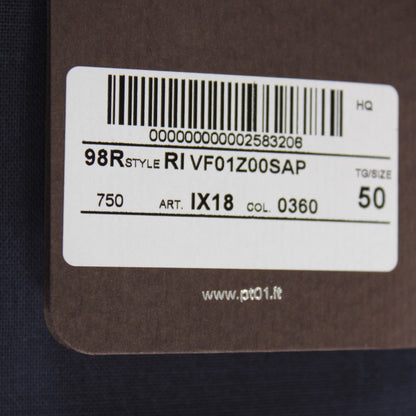 HQ
000000000002583206
98R STYLE RI VF01Z00SAP
TG/SIZE
750 ART. IX18 COL. 0360 50
www.pt01.it